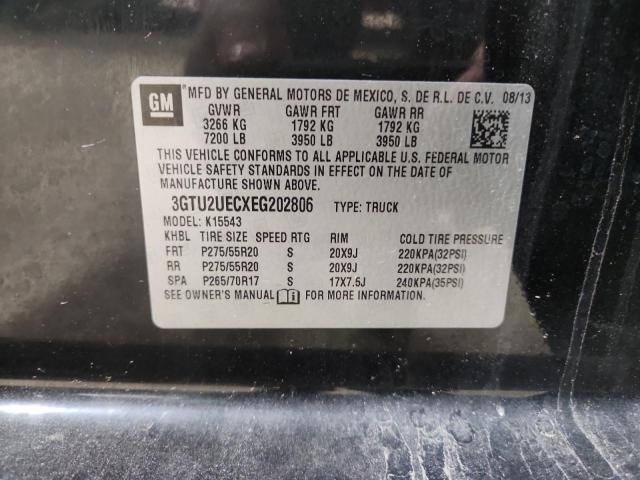 GM
® MFD BY GENERAL MOTORS DE MEXICO, S. DE R.L. DE C.V. 08/13
GVWR GAWR FRT GAWR RR
3266 KG 1792 KG 1792 KG
7200 LB 3950 LB 3950 LB
THIS VEHICLE CONFORMS TO ALL APPLICABLE U.S. FEDERAL MOTOR
VEHICLE SAFETY STANDARDS IN EFFECT ON THE DATE OF
MANUFACTURE SHOWN ABOVE.
3GTU2UECXEG202806 TYPE: TRUCK
MODEL: K15543
KHBL TIRE SIZE SPEED RTG RIM COLD TIRE PRESSURE
FRT P275/55R20 S 20X9J 220KPA(32PSI)
RR P275/55R20 S 20X9J 220KPA(32PSI)
SPA P265/70R17 S 17X7.5J 240KPA(35PSI)
SEE OWNER'S MANUAL FOR MORE INFORMATION.